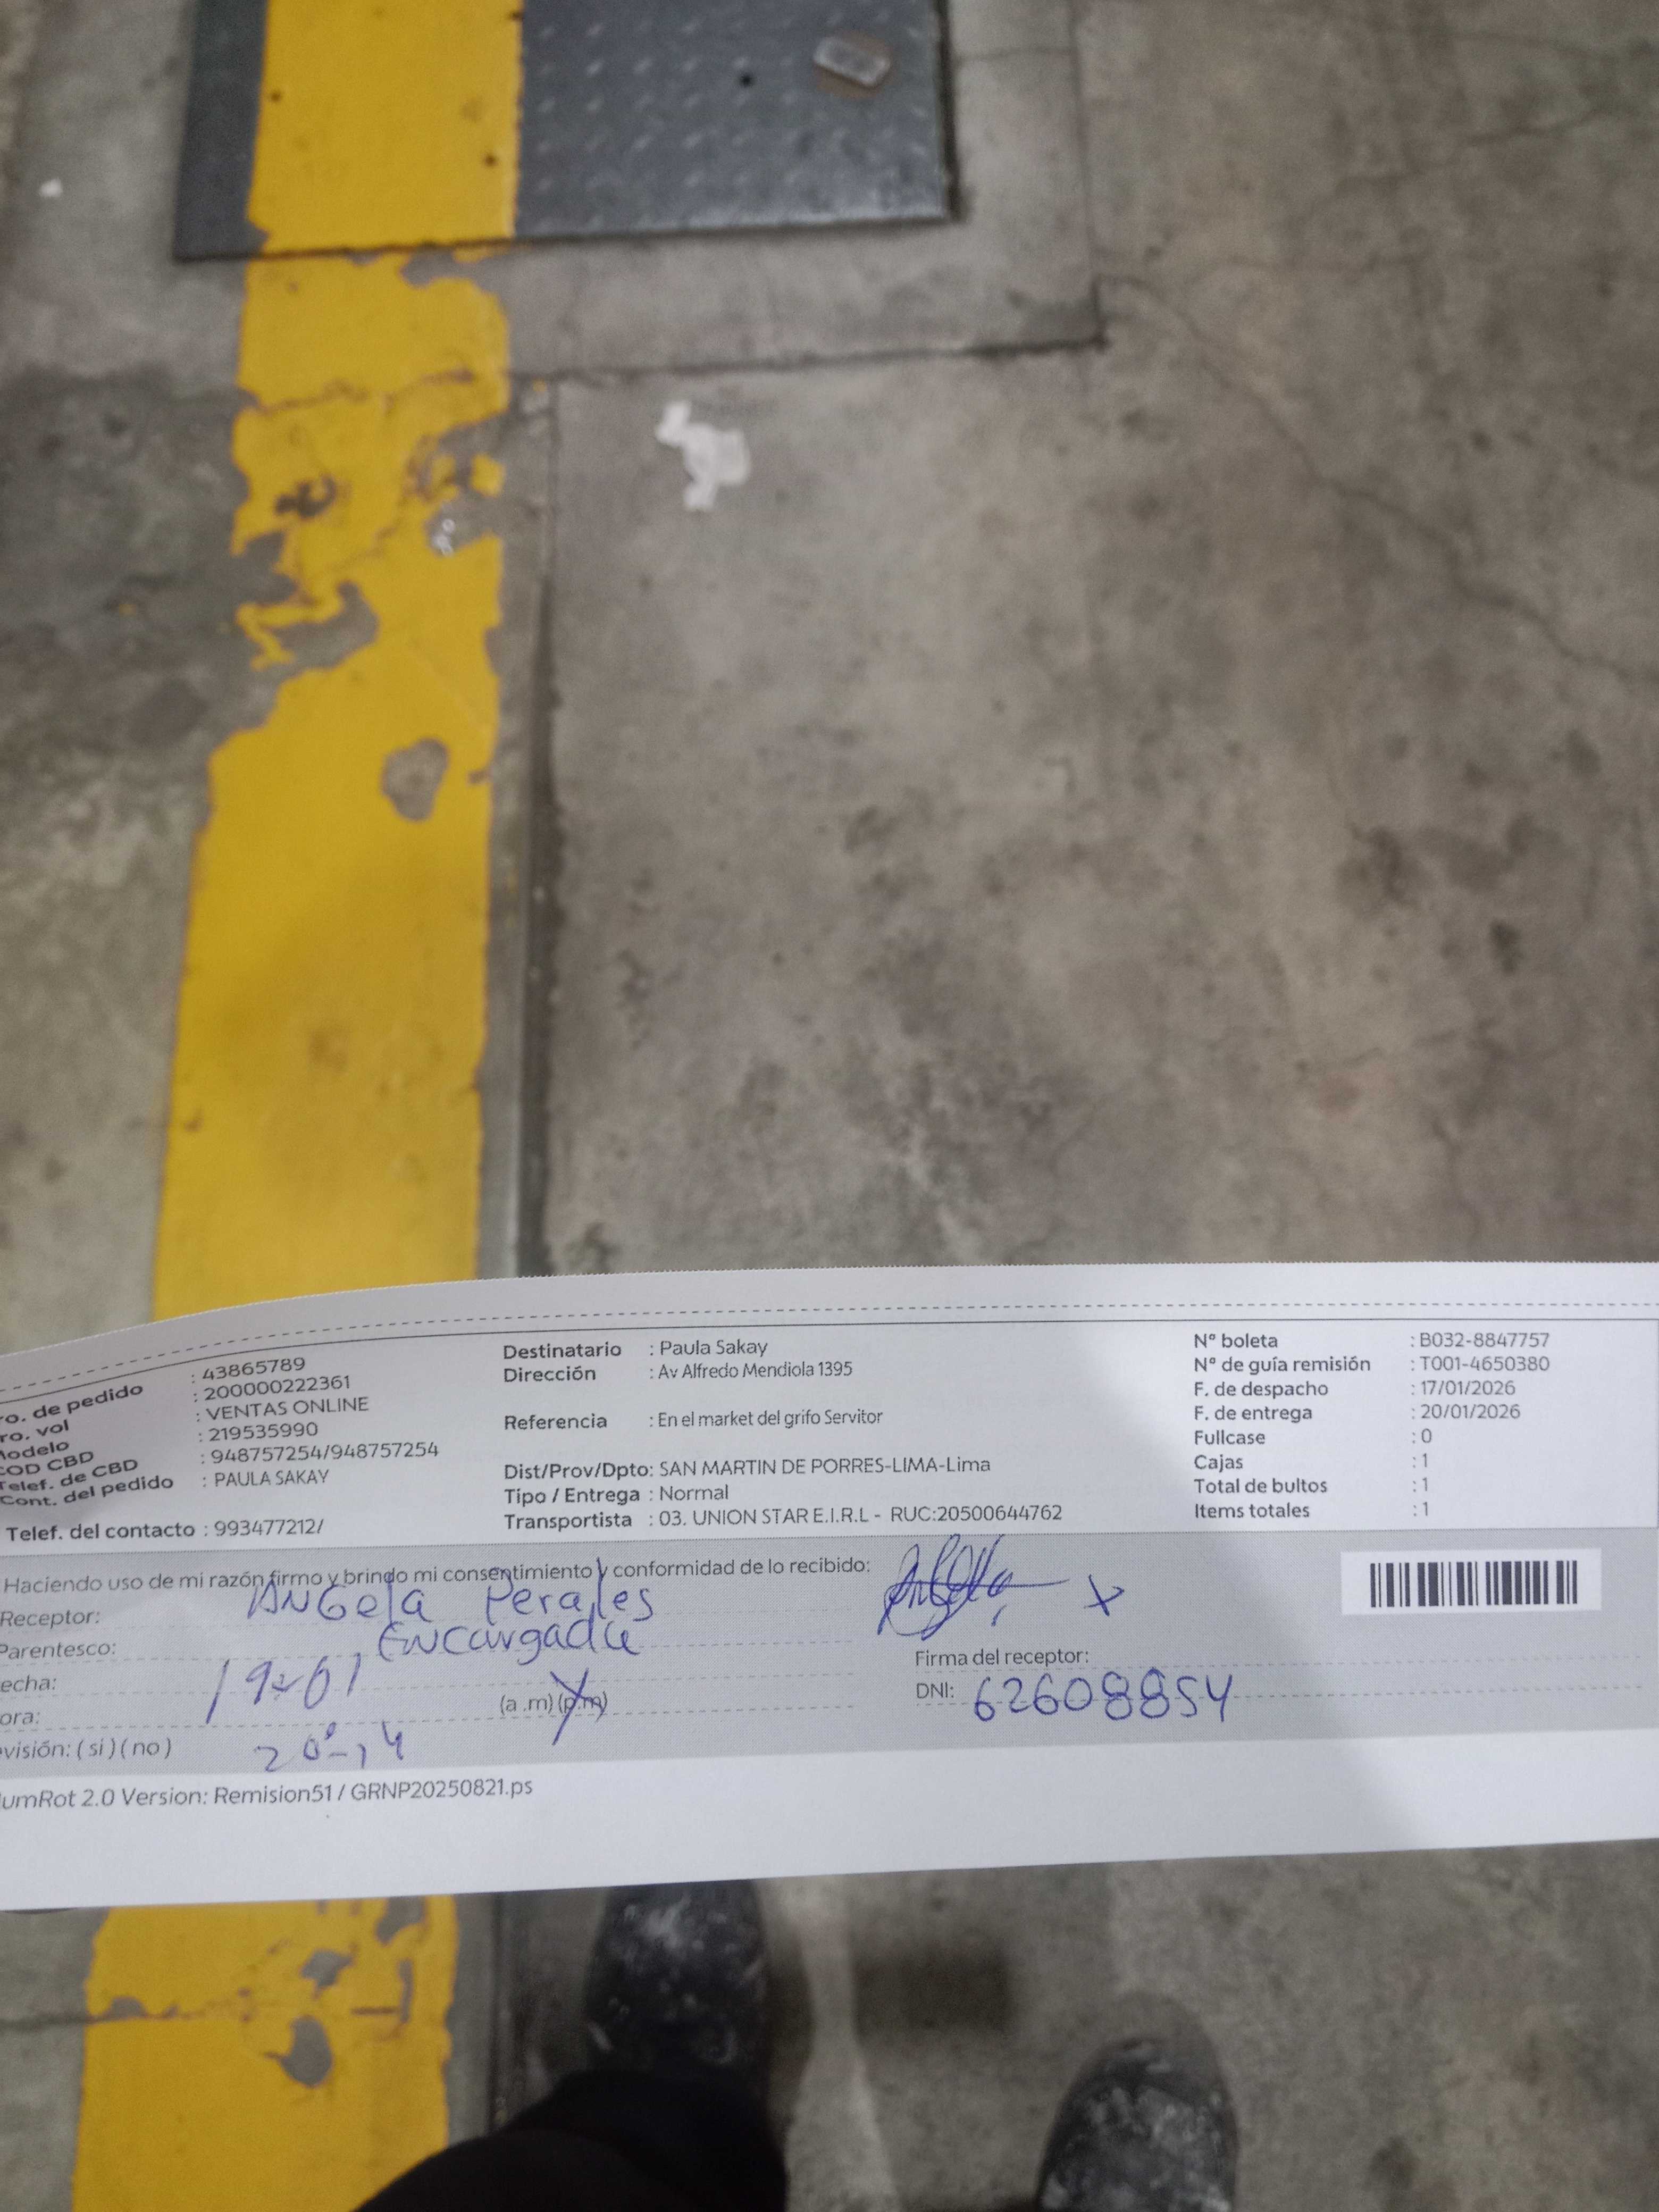 ro. de pedido : 43865789
ro. vol : 200000222361
Modelo : VENTAS ONLINE
COD CBD : 219535990
Telef. de CBD : 948757254/948757254
Cont. del pedido : PAULA SAKAY
Telef. del contacto : 993477212/
Destinatario : Paula Sakay
Dirección : Av Alfredo Mendiola 1395
Referencia : En el market del grifo Servitor
Dist/Prov/Dpto: SAN MARTIN DE PORRES-LIMA-Lima
Tipo / Entrega : Normal
Transportista : 03. UNION STAR E.I.R.L - RUC:20500644762
N° boleta : B032-8847757
N° de guía remisión : T001-4650380
F. de despacho : 17/01/2026
F. de entrega : 20/01/2026
Fullcase : 0
Cajas : 1
Total de bultos : 1
Items totales : 1
Haciendo uso de mi razón firmo y brindo mi consentimiento y conformidad de lo recibido:
Receptor: ANGela Perales
Parentesco: Encargada
echa: 19-01
ora: (a .m) (p.m)
visión: ( si ) ( no ) 20:14
Firma del receptor:
DNI: 62608854
umRot 2.0 Version: Remision51 / GRNP20250821.ps